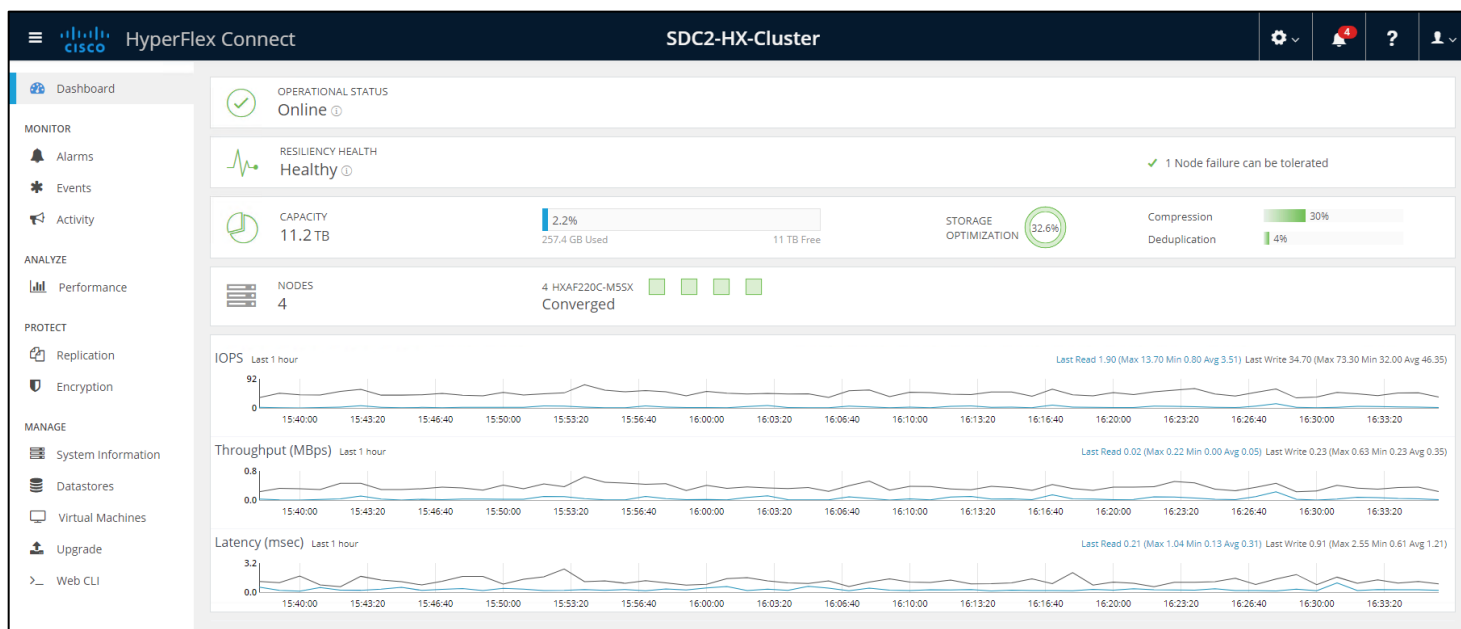 CISCO HyperFlex Connect SDC2-HX-Cluster 4 ?
Dashboard
MONITOR
Alarms
Events
Activity
ANALYZE
Performance
PROTECT
Replication
Encryption
MANAGE
System Information
Datastores
Virtual Machines
Upgrade
Web CLI
OPERATIONAL STATUS
Online
RESILIENCY HEALTH
Healthy
1 Node failure can be tolerated
CAPACITY
11.2 TB
2.2%
257.4 GB Used 11 TB Free
STORAGE
OPTIMIZATION
32.6%
Compression 30%
Deduplication 4%
NODES
4
4 HXAF220C-M5SX
Converged
IOPS Last 1 hour Last Read 1.90 (Max 13.70 Min 0.80 Avg 3.51) Last Write 34.70 (Max 73.30 Min 32.00 Avg 46.35)
92
0
15:40:00 15:43:20 15:46:40 15:50:00 15:53:20 15:56:40 16:00:00 16:03:20 16:06:40 16:10:00 16:13:20 16:16:40 16:20:00 16:23:20 16:26:40 16:30:00 16:33:20
Throughput (MBps) Last 1 hour Last Read 0.02 (Max 0.22 Min 0.00 Avg 0.05) Last Write 0.23 (Max 0.63 Min 0.23 Avg 0.35)
0.8
0.0
15:40:00 15:43:20 15:46:40 15:50:00 15:53:20 15:56:40 16:00:00 16:03:20 16:06:40 16:10:00 16:13:20 16:16:40 16:20:00 16:23:20 16:26:40 16:30:00 16:33:20
Latency (msec) Last 1 hour Last Read 0.21 (Max 1.04 Min 0.13 Avg 0.31) Last Write 0.91 (Max 2.55 Min 0.61 Avg 1.21)
3.2
0.0
15:40:00 15:43:20 15:46:40 15:50:00 15:53:20 15:56:40 16:00:00 16:03:20 16:06:40 16:10:00 16:13:20 16:16:40 16:20:00 16:23:20 16:26:40 16:30:00 16:33:20